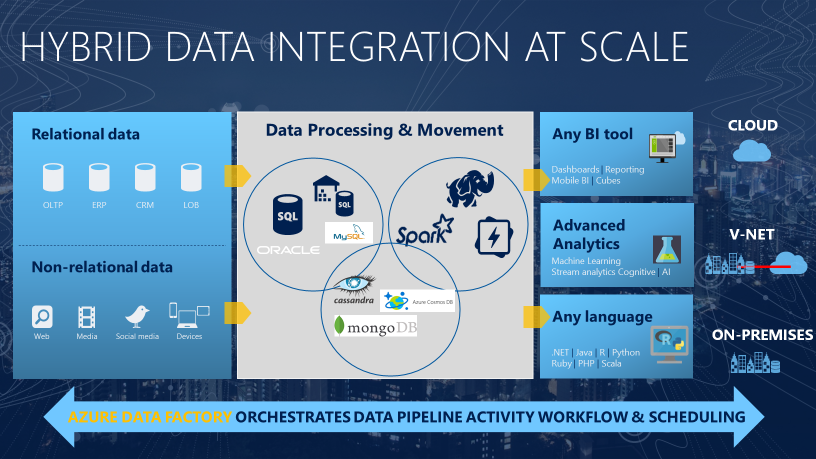 HYBRID DATA INTEGRATION AT SCALE
Relational data
OLTP
ERP
CRM
LOB
Non-relational data
Web
Media
Social media
Devices
Data Processing & Movement
SQL
SQL
MySQL
ORACLE
Spark
cassandra
Azure Cosmos DB
mongoDB
Any BI tool
Dashboards | Reporting
Mobile BI | Cubes
Advanced
Analytics
Machine Learning
Stream analytics Cognitive | AI
Any language
.NET | Java | R | Python
Ruby | PHP | Scala
R
CLOUD
V-NET
ON-PREMISES
AZURE DATA FACTORY ORCHESTRATES DATA PIPELINE ACTIVITY WORKFLOW & SCHEDULING